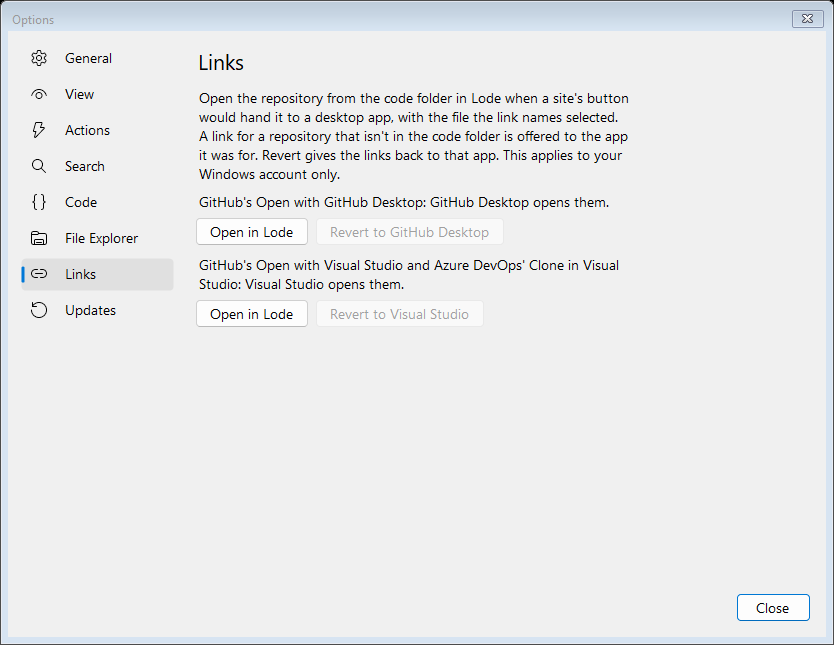 Options
General
View
Actions
Search
Code
File Explorer
Links
Updates
Links
Open the repository from the code folder in Lode when a site's button
would hand it to a desktop app, with the file the link names selected.
A link for a repository that isn't in the code folder is offered to the app
it was for. Revert gives the links back to that app. This applies to your
Windows account only.
GitHub's Open with GitHub Desktop: GitHub Desktop opens them.
Open in Lode
Revert to GitHub Desktop
GitHub's Open with Visual Studio and Azure DevOps' Clone in Visual
Studio: Visual Studio opens them.
Open in Lode
Revert to Visual Studio
Close